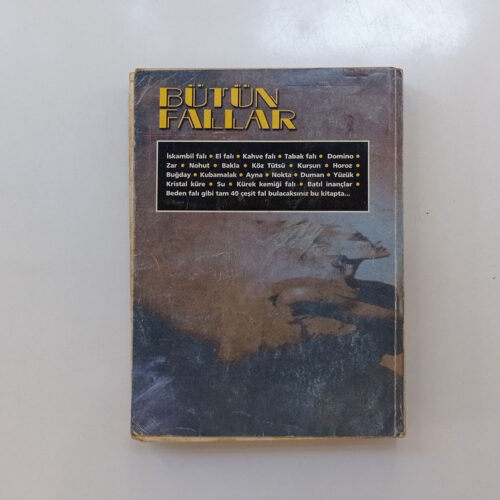 BÜTÜN
FALLAR
İskambil falı • El falı • Kahve falı • Tabak falı • Domino •
Zar • Nohut • Bakla • Köz Tütsü • Kurşun • Horoz •
Buğday • Kubamalak • Ayna • Nokta • Duman • Yüzük •
Kristal küre • Su • Kürek kemiği falı • Batıl inançlar •
Beden falı gibi tam 40 çeşit fal bulacaksınız bu kitapta...